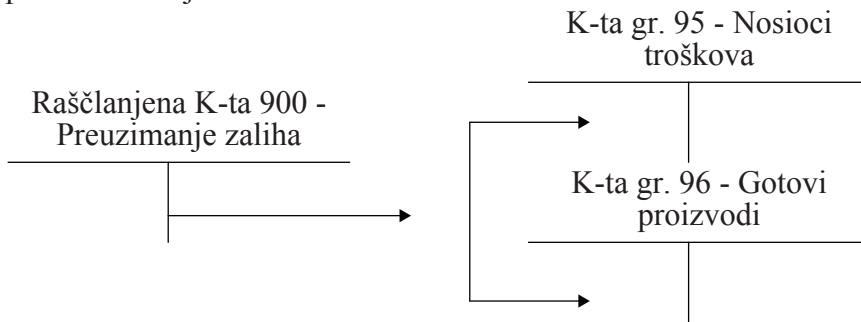 K-ta gr. 95 - Nosioci
troškova
Raščlanjena K-ta 900 -
Preuzimanje zaliha
K-ta gr. 96 - Gotovi
proizvodi